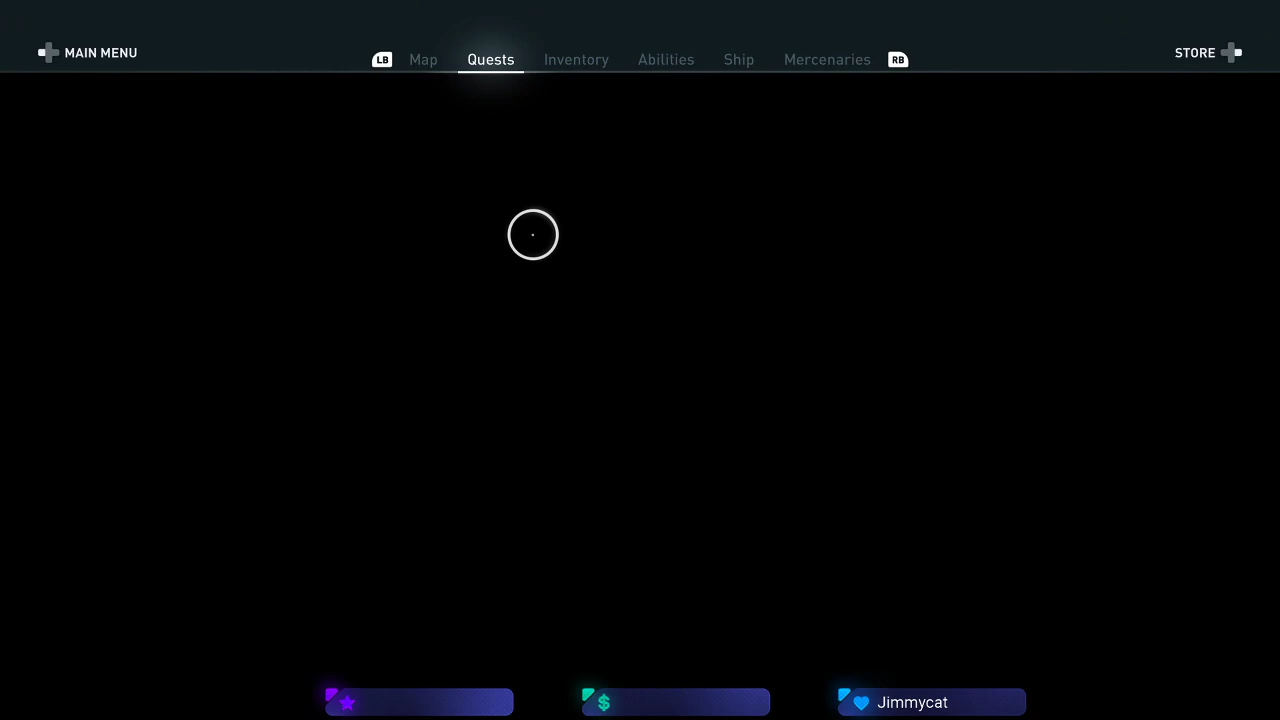 MAIN MENU
LB Map Quests Inventory Abilities Ship Mercenaries RB
STORE
$
Jimmycat